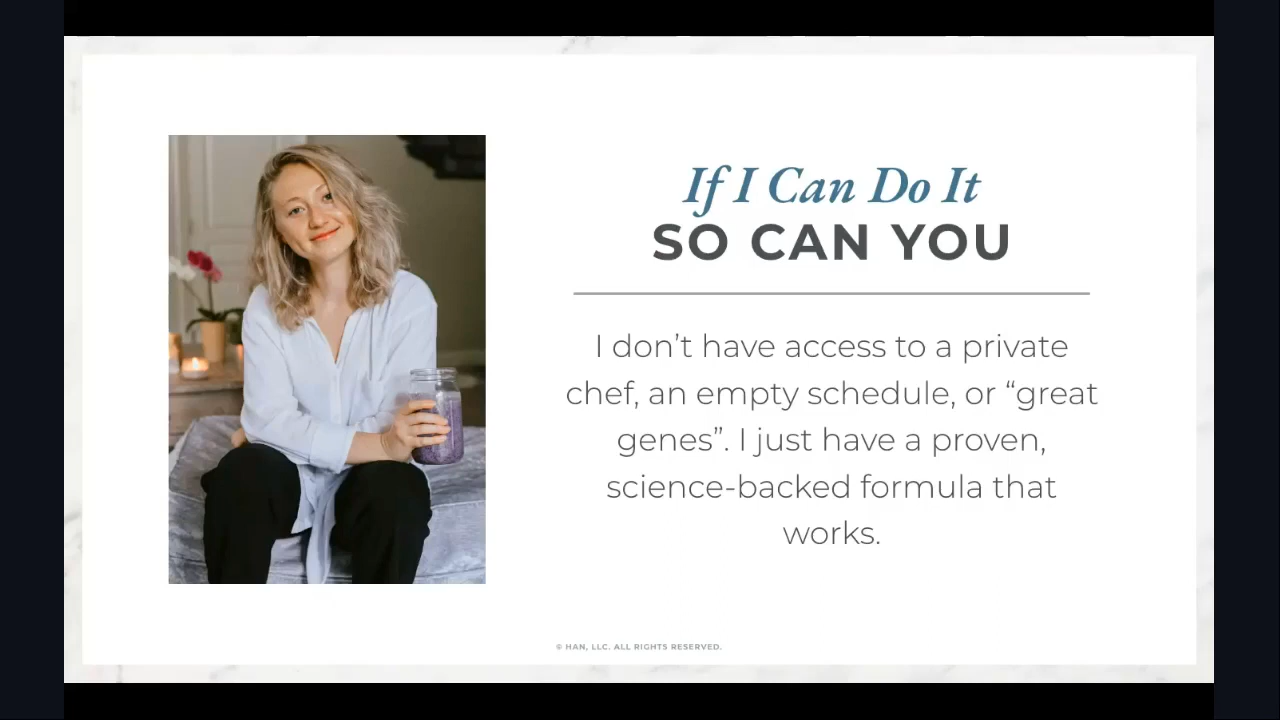 If I Can Do It
SO CAN YOU
I don’t have access to a private
chef, an empty schedule, or “great
genes”. I just have a proven,
science-backed formula that
works.
© HAN, LLC. ALL RIGHTS RESERVED.